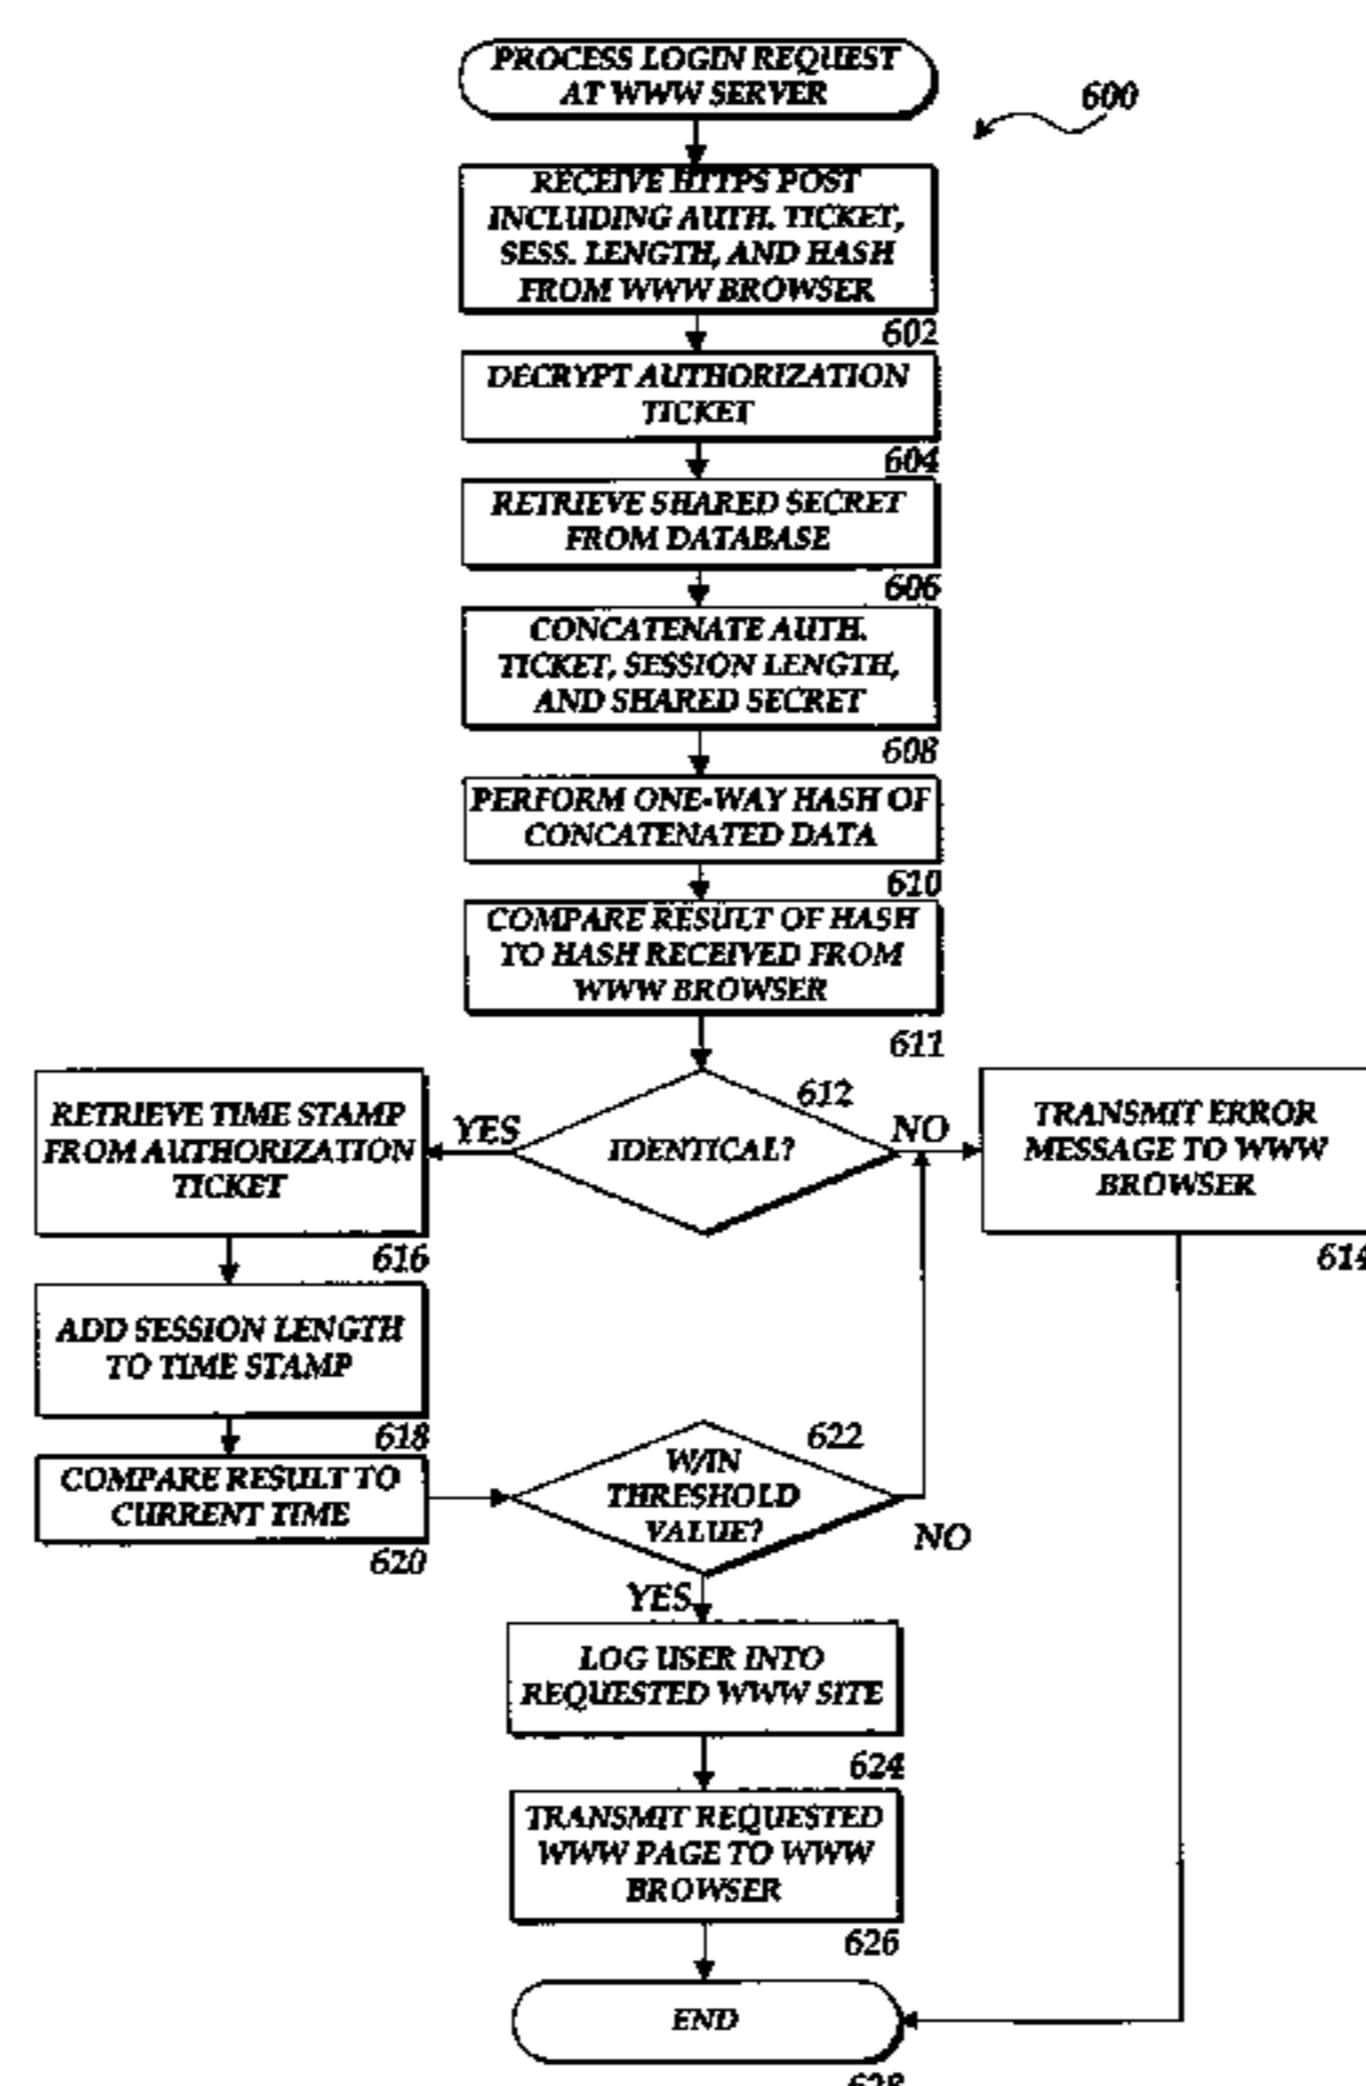 PROCESS LOGIN REQUEST
AT WWW SERVER
600
RECEIVE HTTPS POST
INCLUDING AUTH. TICKET,
SESS. LENGTH, AND HASH
FROM WWW BROWSER
602
DECRYPT AUTHORIZATION
TICKET
604
RETRIEVE SHARED SECRET
FROM DATABASE
606
CONCATENATE AUTH.
TICKET, SESSION LENGTH,
AND SHARED SECRET
608
PERFORM ONE-WAY HASH OF
CONCATENATED DATA
610
COMPARE RESULT OF HASH
TO HASH RECEIVED FROM
WWW BROWSER
611
612
IDENTICAL?
YES
NO
RETRIEVE TIME STAMP
FROM AUTHORIZATION
TICKET
616
TRANSMIT ERROR
MESSAGE TO WWW
BROWSER
614
ADD SESSION LENGTH
TO TIME STAMP
618
COMPARE RESULT TO
CURRENT TIME
620
622
W/IN
THRESHOLD
VALUE?
NO
YES
LOG USER INTO
REQUESTED WWW SITE
624
TRANSMIT REQUESTED
WWW PAGE TO WWW
BROWSER
626
END
628